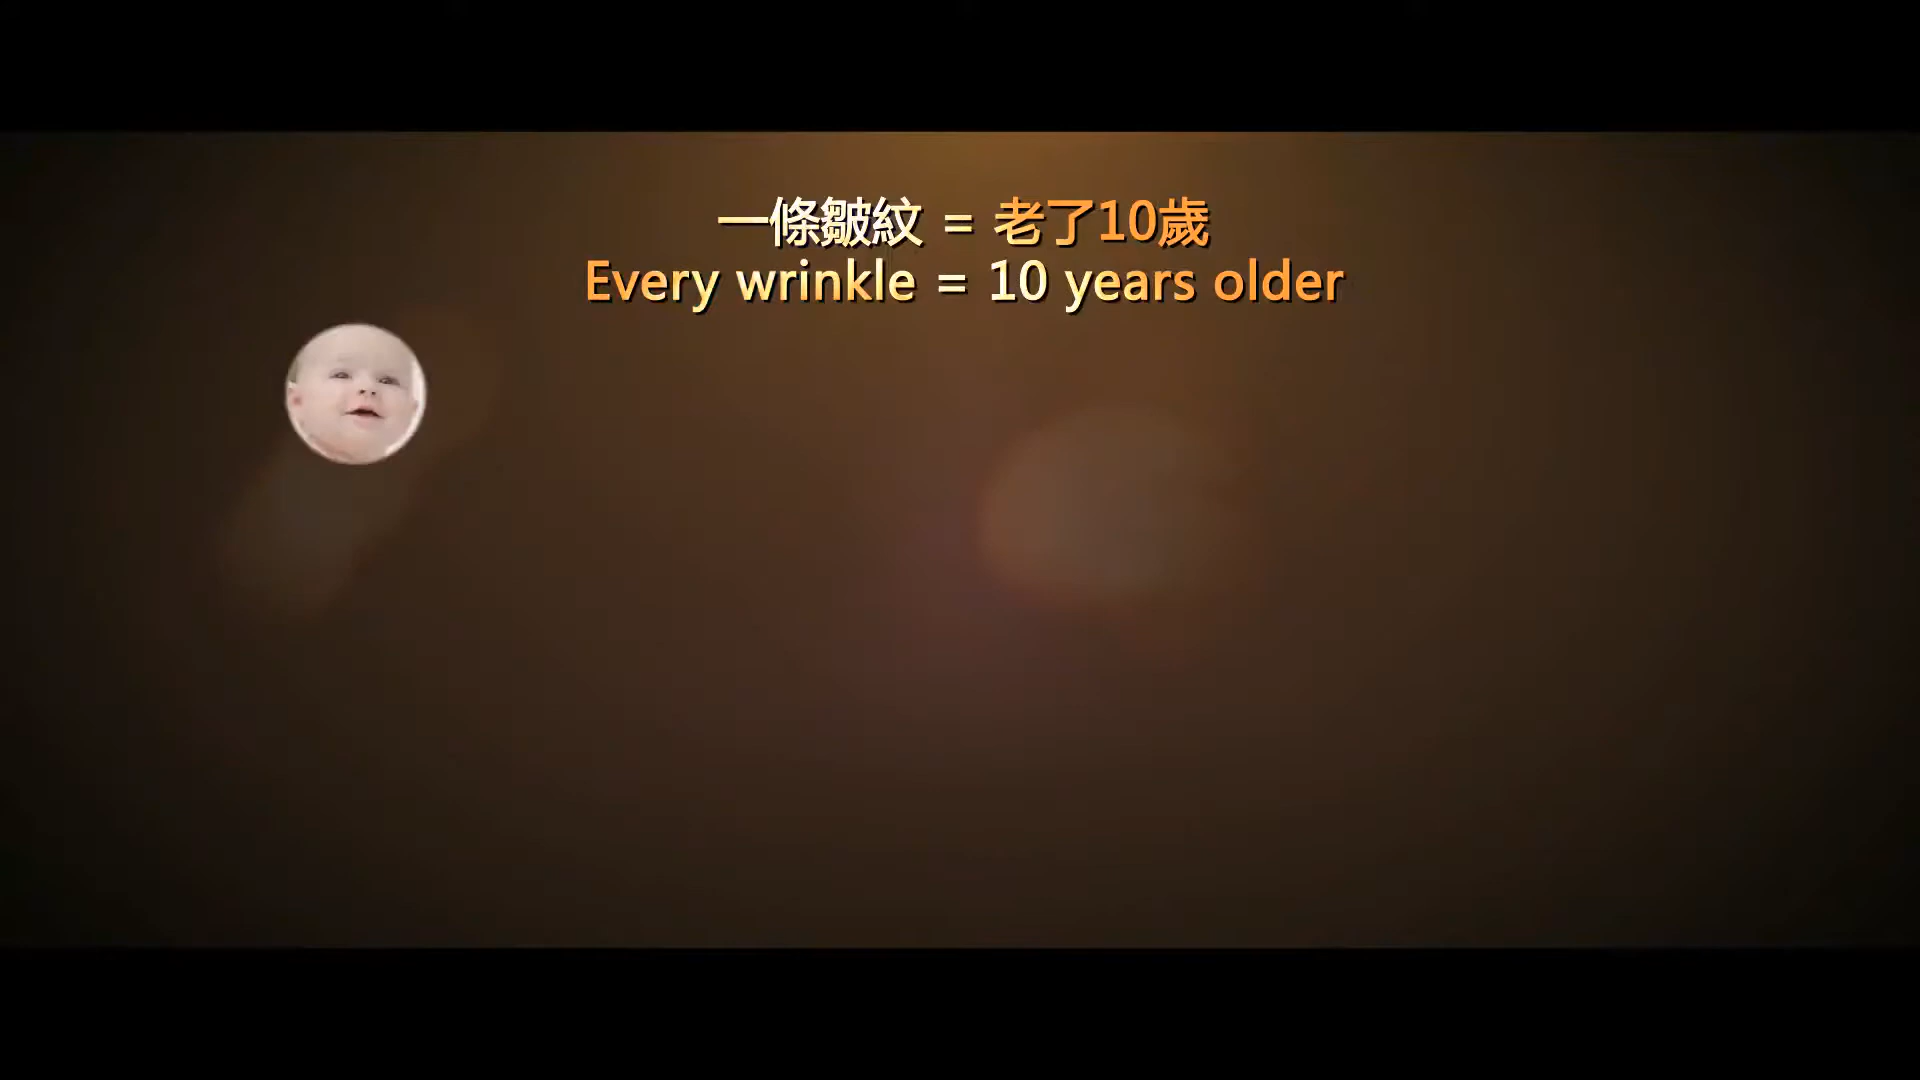 一條皺紋 = 老了10歲
Every wrinkle = 10 years older